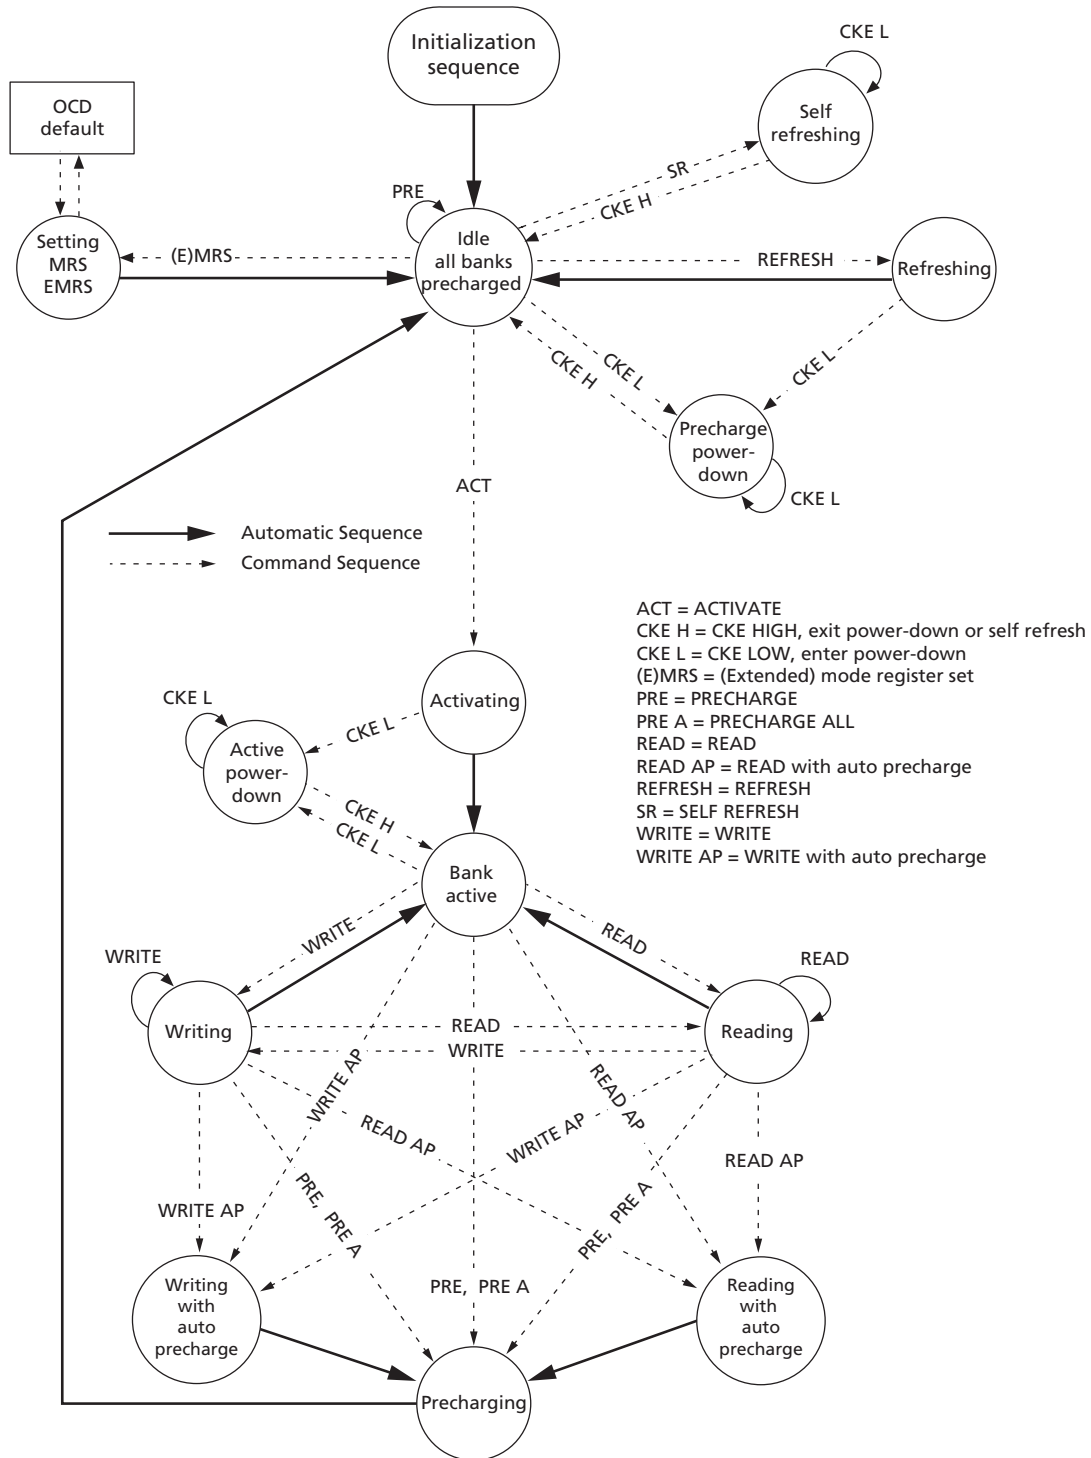 Initialization
sequence
CKE L
OCD
default
Self
refreshing
SR
CKE H
PRE
Setting
MRS
EMRS
(E)MRS
Idle
all banks
precharged
REFRESH
Refreshing
CKE L
CKE H
CKE L
Precharge
power-
down
CKE L
ACT
Automatic Sequence
Command Sequence
ACT = ACTIVATE
CKE H = CKE HIGH, exit power-down or self refresh
CKE L = CKE LOW, enter power-down
(E)MRS = (Extended) mode register set
PRE = PRECHARGE
PRE A = PRECHARGE ALL
READ = READ
READ AP = READ with auto precharge
REFRESH = REFRESH
SR = SELF REFRESH
WRITE = WRITE
WRITE AP = WRITE with auto precharge
Activating
CKE L
CKE L
Active
power-
down
CKE H
CKE L
Bank
active
WRITE
READ
WRITE
READ
Writing
READ
WRITE
Reading
WRITE AP
READ AP
READ AP
WRITE AP
READ AP
WRITE AP
PRE, PRE A
PRE, PRE A
PRE, PRE A
Writing
with
auto
precharge
Reading
with
auto
precharge
Precharging